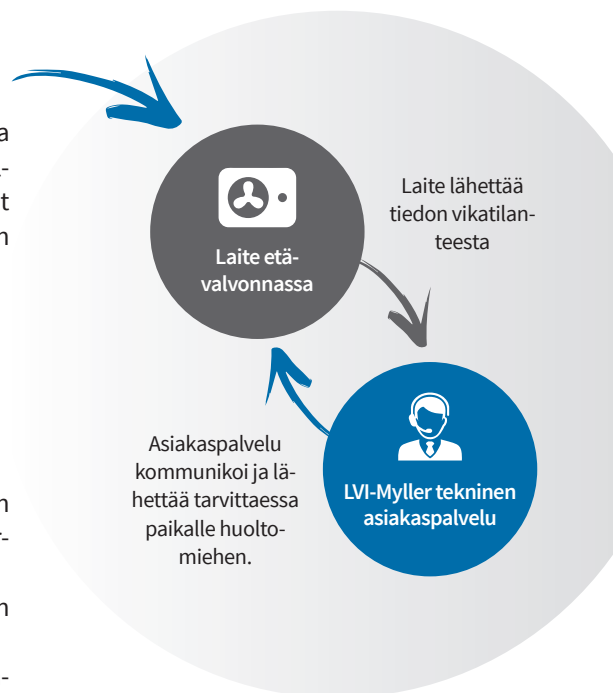 a
-
t
n
Laite etä-
valvonnassa
Laite lähettää
tiedon vikatilan-
teesta
Asiakaspalvelu
kommunikoi ja lä-
hettää tarvittaessa
paikalle huolto-
miehen.
LVI-Myller tekninen
asiakaspalvelu
n
-
n
-